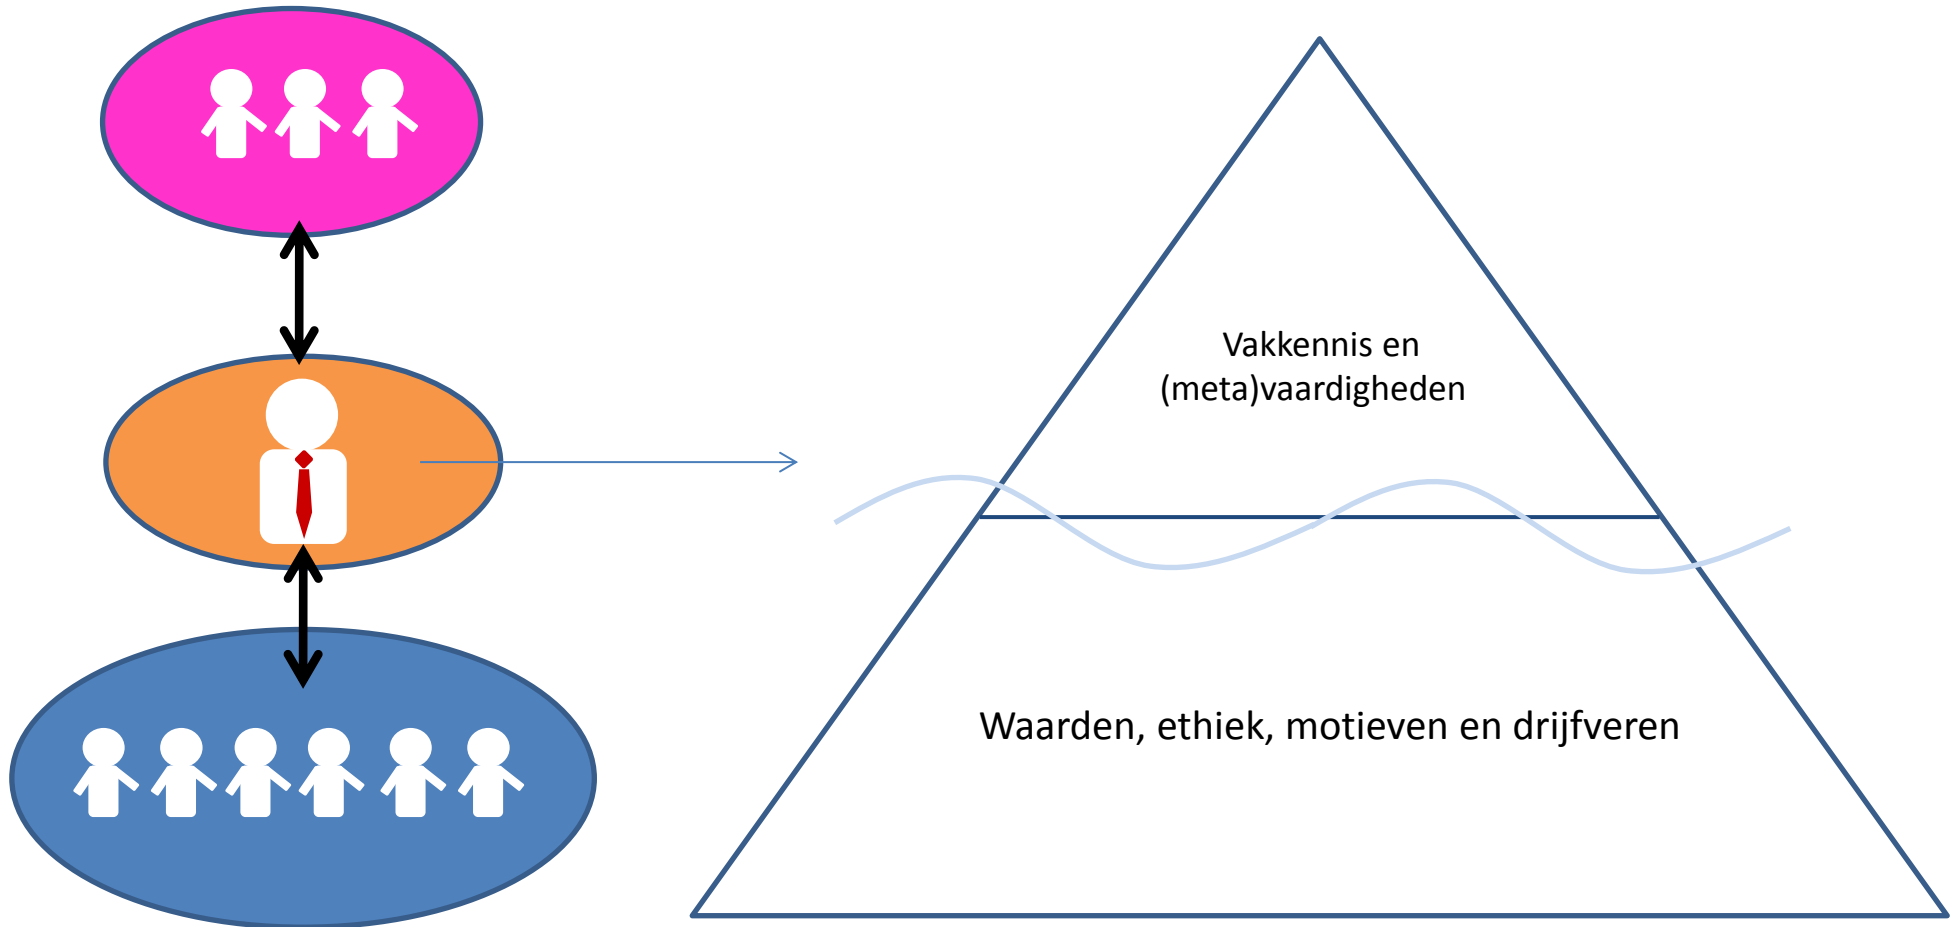 Vakkennis en
(meta)vaardigheden
Waarden, ethiek, motieven en drijfveren